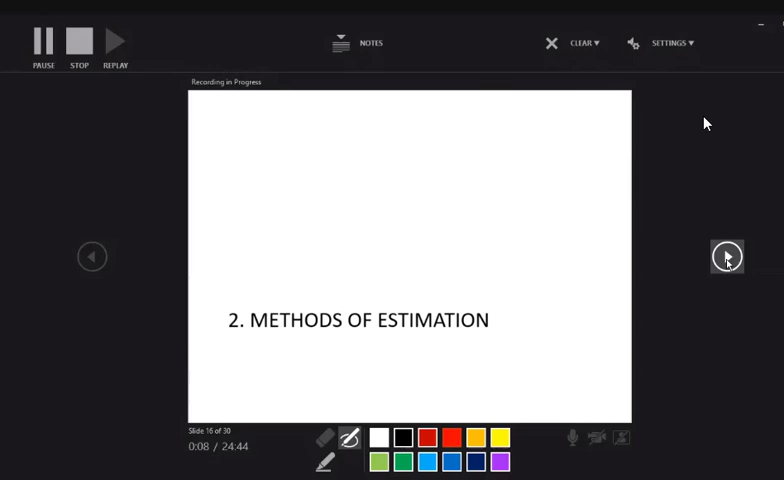 PAUSE STOP REPLAY
NOTES
CLEAR
SETTINGS
Recording in Progress
2. METHODS OF ESTIMATION
Slide 16 of 30
0:08 / 24:44